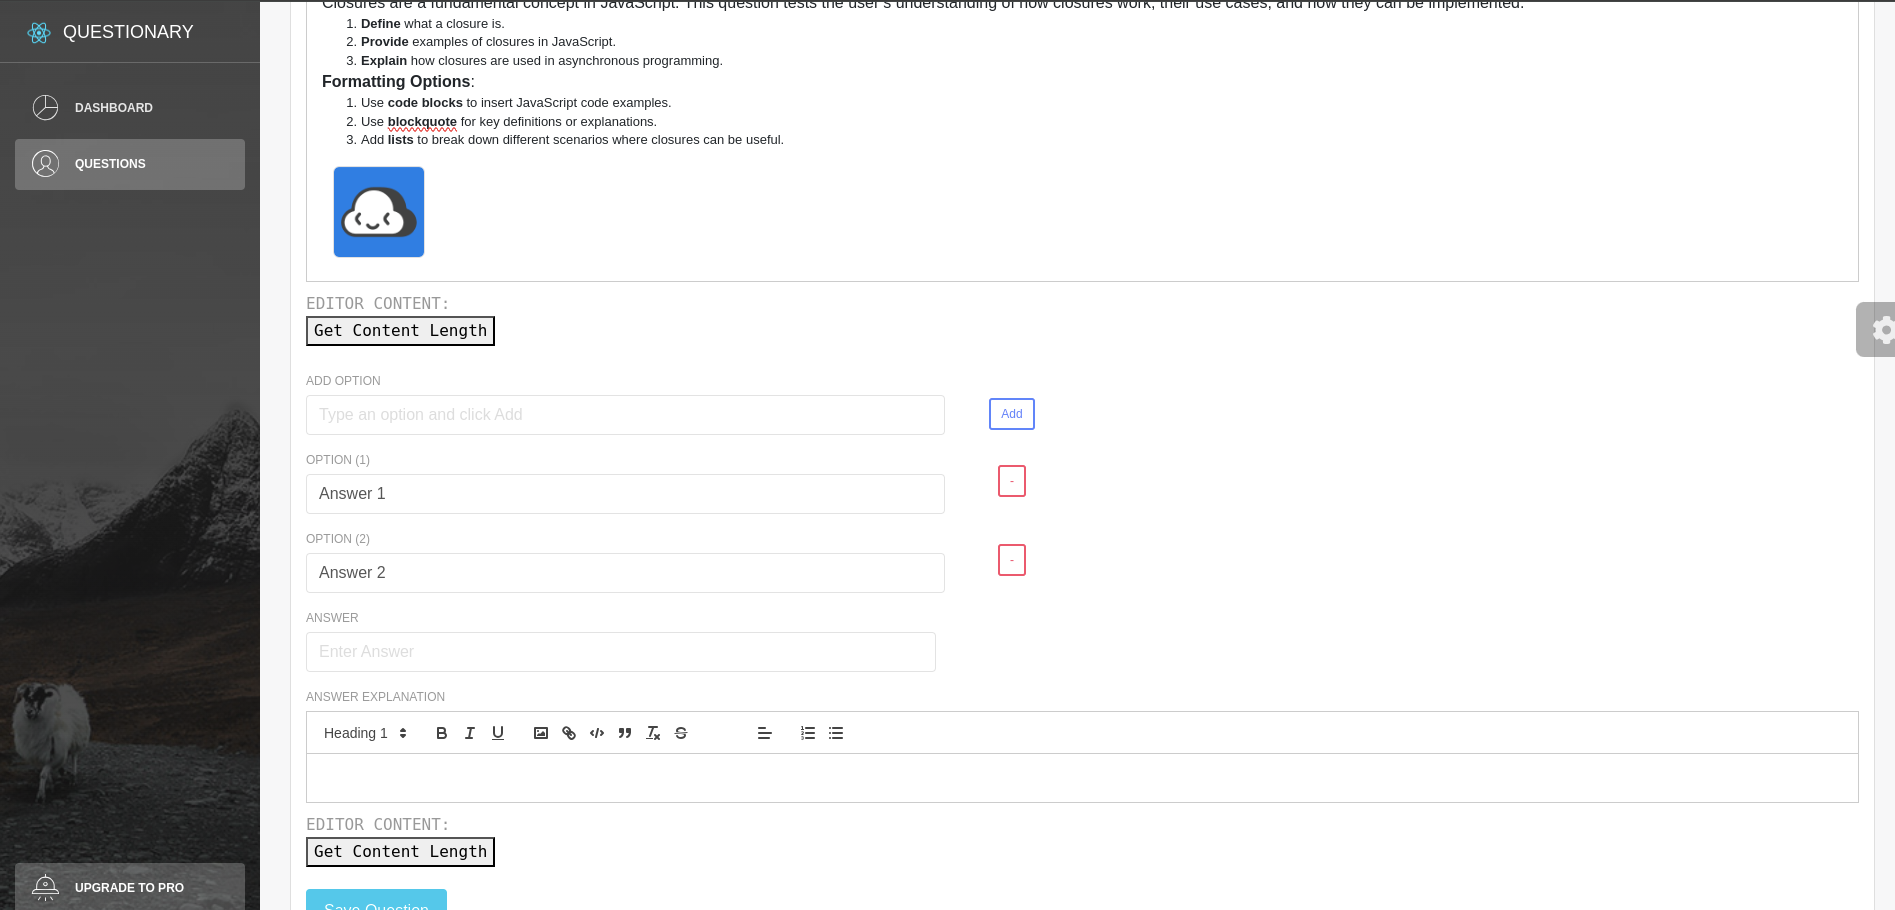 QUESTIONARY
DASHBOARD
QUESTIONS
UPGRADE TO PRO
Closures are a fundamental concept in JavaScript. This question tests the user's understanding of how closures work, their use cases, and how they can be implemented.
1. Define what a closure is.
2. Provide examples of closures in JavaScript.
3. Explain how closures are used in asynchronous programming.
Formatting Options:
1. Use code blocks to insert JavaScript code examples.
2. Use blockquote for key definitions or explanations.
3. Add lists to break down different scenarios where closures can be useful.
EDITOR CONTENT:
Get Content Length
ADD OPTION
Type an option and click Add
Add
OPTION (1)
Answer 1
-
OPTION (2)
Answer 2
-
ANSWER
Enter Answer
ANSWER EXPLANATION
Heading 1
EDITOR CONTENT:
Get Content Length
Save Question